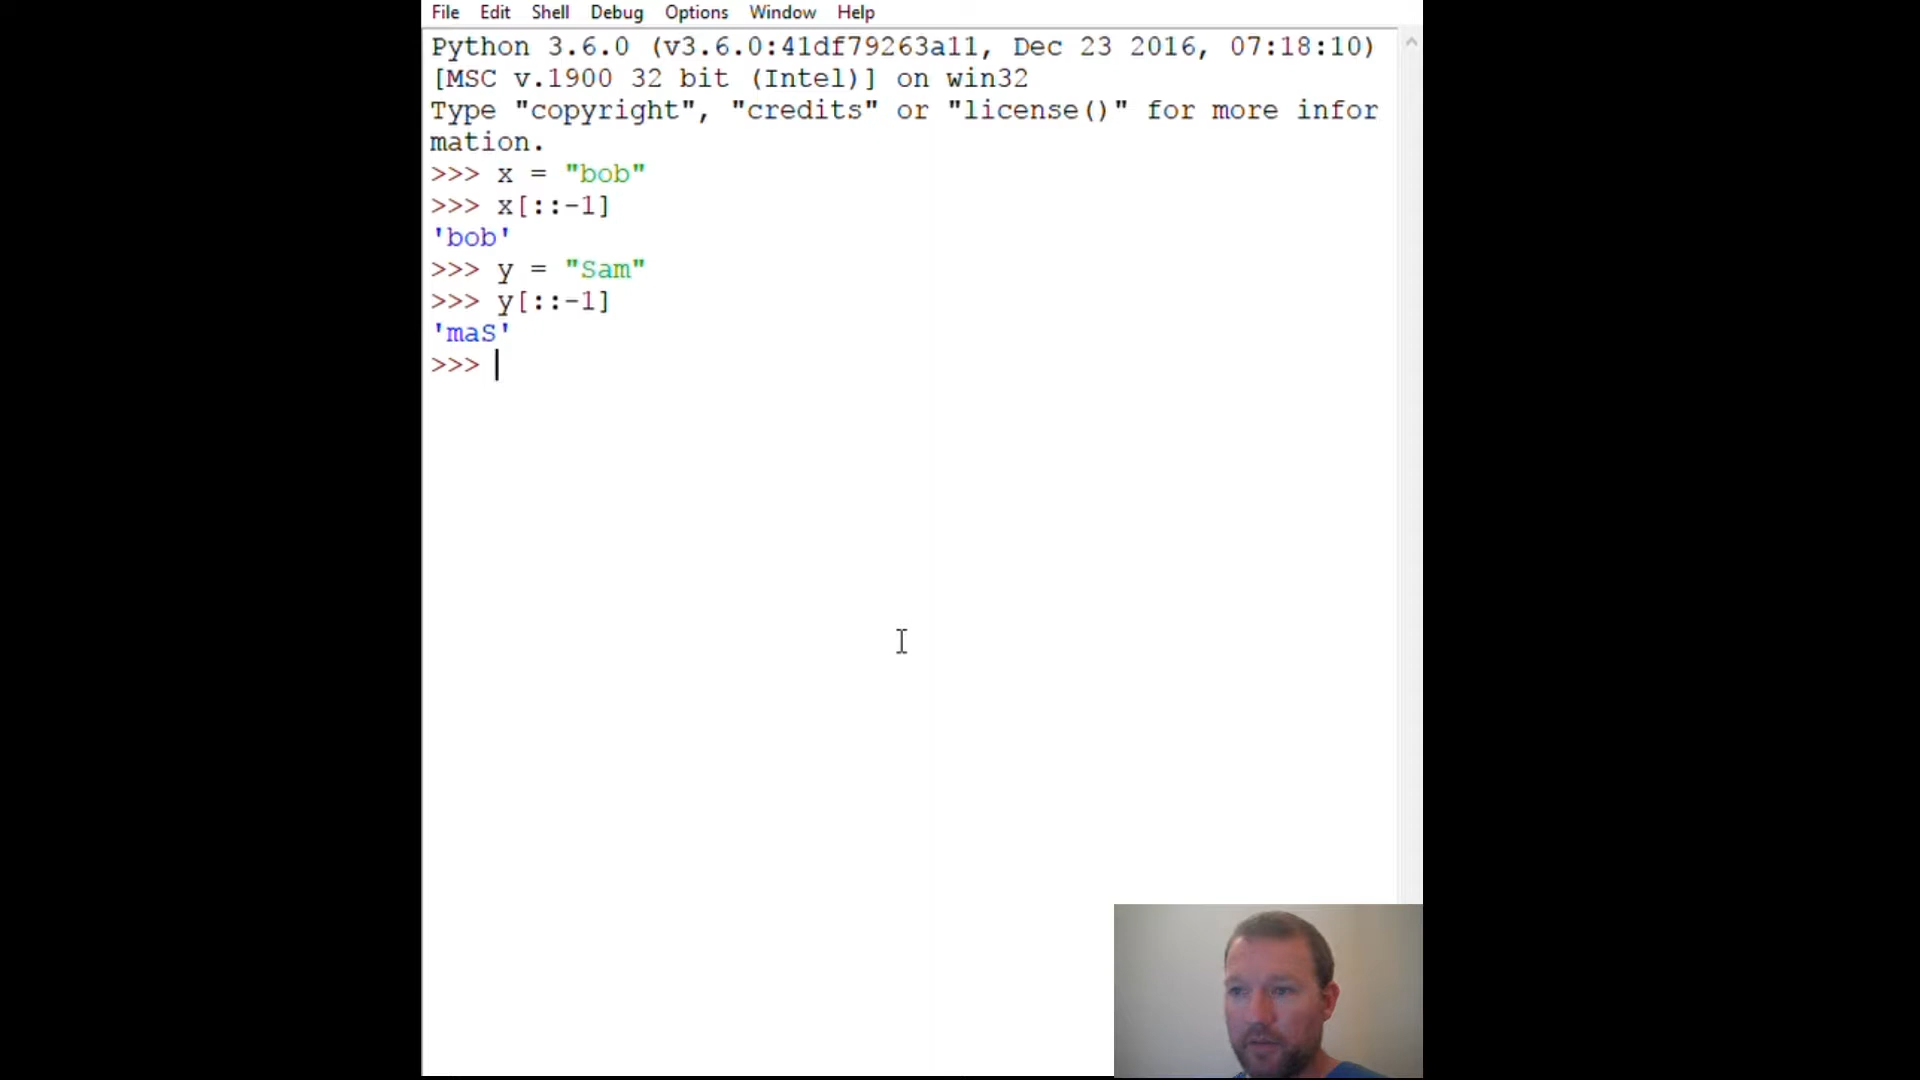 File Edit Shell Debug Options Window Help
Python 3.6.0 (v3.6.0:41df79263a11, Dec 23 2016, 07:18:10)
[MSC v.1900 32 bit (Intel)] on win32
Type "copyright", "credits" or "license()" for more infor
mation.
>>> x = "bob"
>>> x[::-1]
'bob'
>>> y = "Sam"
>>> y[::-1]
'maS'
>>>